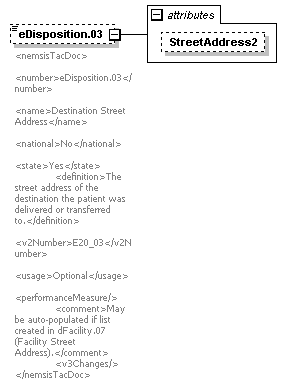 attributes
eDisposition.03
StreetAddress2
<nemsisTacDoc>
<number>eDisposition.03</
number>
<name>Destination Street
Address</name>
<national>No</national>
<state>Yes</state>
<definition>The
street address of the
destination the patient was
delivered or transferred
to.</definition>
<v2Number>E20_03</v2N
umber>
<usage>Optional</usage>
<performanceMeasure/>
<comment>May
be auto-populated if list
created in dFacility.07
(Facility Street
Address).</comment>
<v3Changes/>
</nemsisTacDoc>